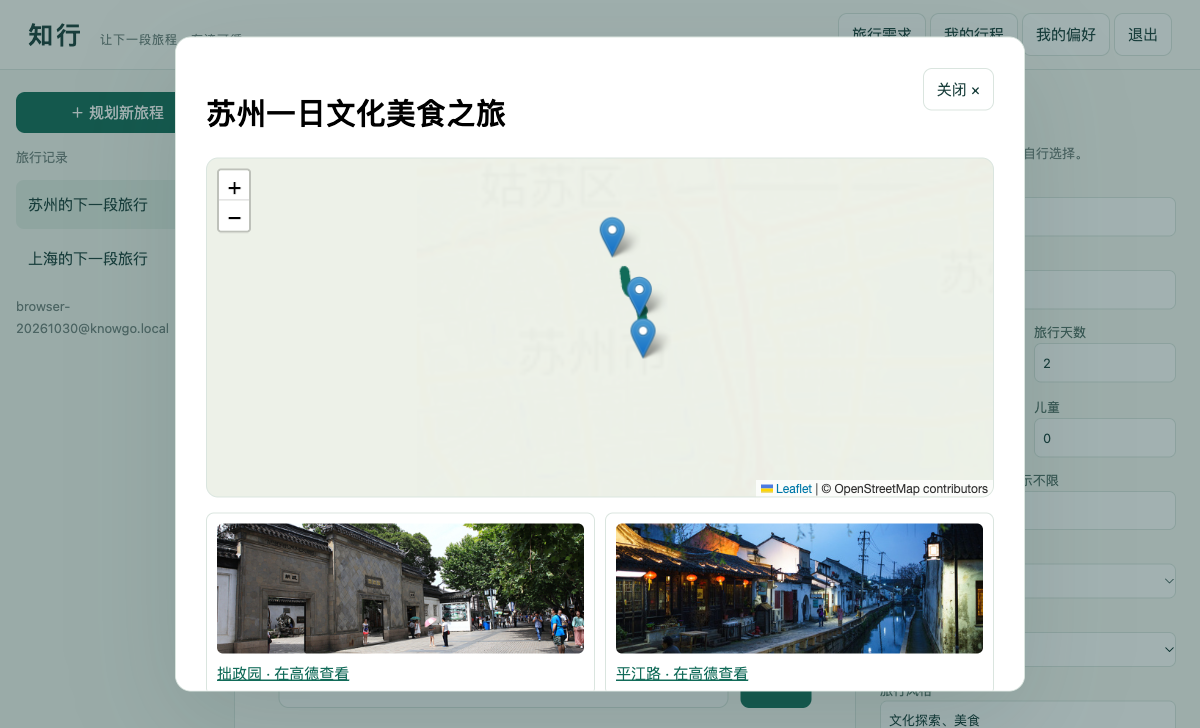 知行
让下一段旅程
旅行需求
我的行程
我的偏好
退出
+ 规划新旅程
旅行记录
苏州的下一段旅行
上海的下一段旅行
browser-
20261030@knowgo.local
苏州一日文化美食之旅
关闭 ×
+
−
姑苏区
苏州市
苏
Leaflet | © OpenStreetMap contributors
拙政园 · 在高德查看
平江路 · 在高德查看
自行选择。
旅行天数
2
儿童
0
示不限
旅行风格
文化探索、美食